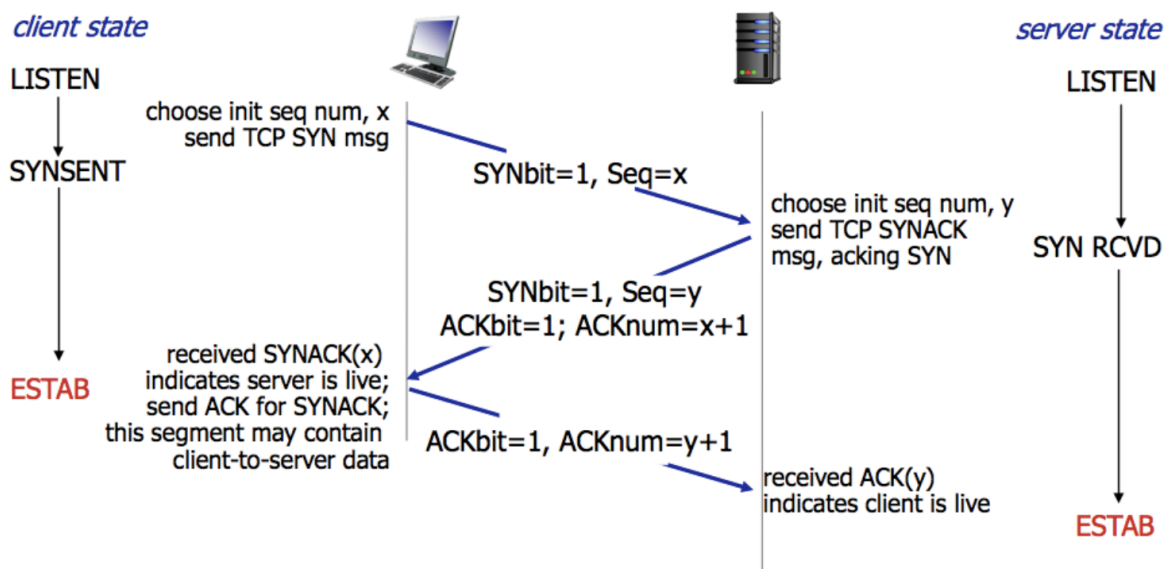 client state
server state
LISTEN
LISTEN
choose init seq num, x
send TCP SYN msg
SYNSENT
SYNbit=1, Seq=x
choose init seq num, y
send TCP SYNACK
msg, acking SYN
SYN RCVD
SYNbit=1, Seq=y
ACKbit=1; ACKnum=x+1
received SYNACK(x)
indicates server is live;
send ACK for SYNACK;
this segment may contain
client-to-server data
ESTAB
ACKbit=1, ACKnum=y+1
received ACK(y)
indicates client is live
ESTAB